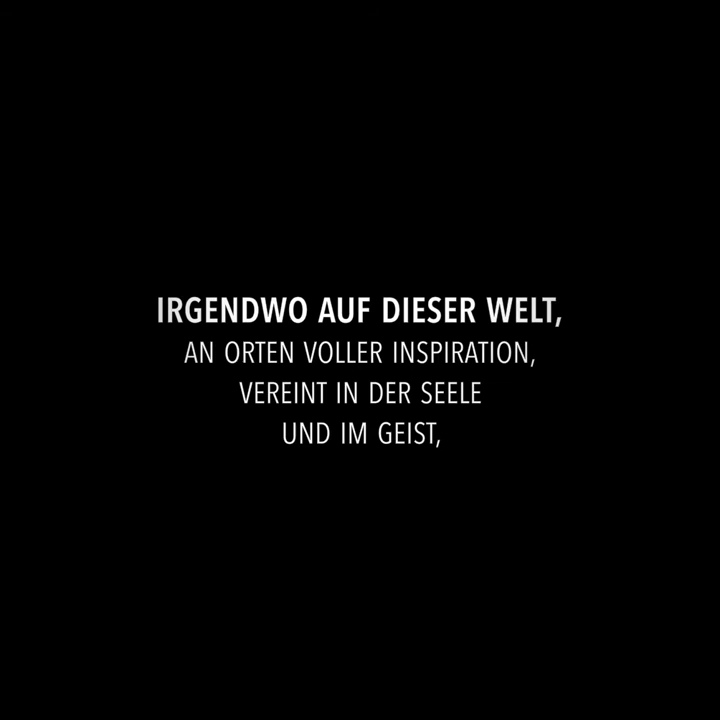 IRGENDWO AUF DIESER WELT,
AN ORTEN VOLLER INSPIRATION,
VEREINT IN DER SEELE
UND IM GEIST,